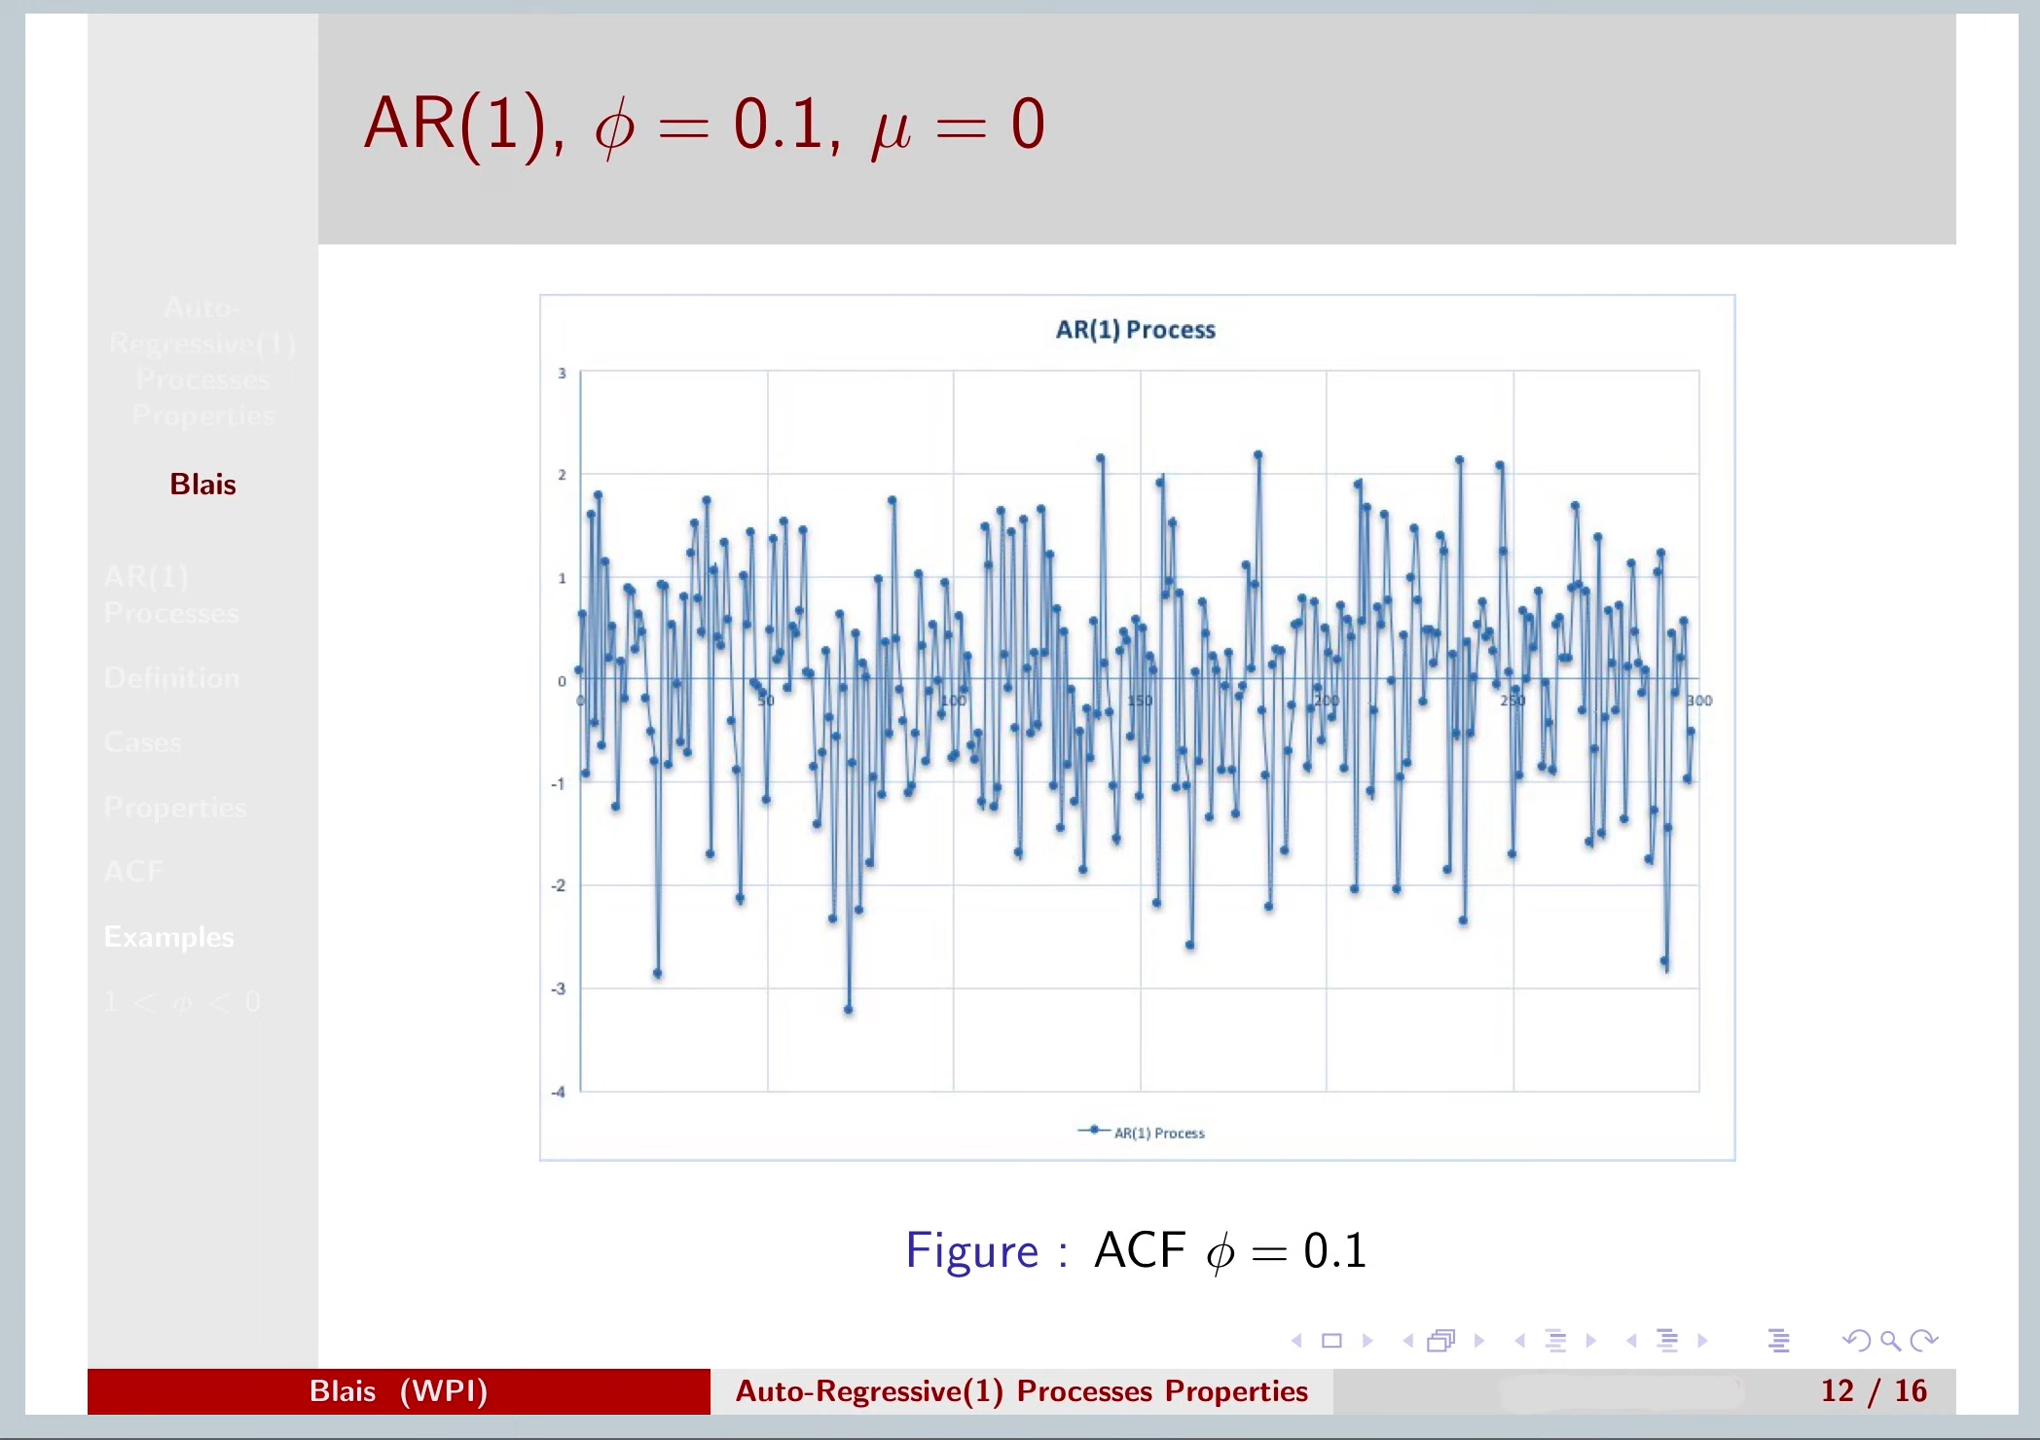 AR(1), ϕ = 0.1, μ = 0
Auto-
Regressive(1)
Processes
Properties
Blais
AR(1)
Processes
Definition
Cases
Properties
ACF
Examples
1 < ϕ < 0
AR(1) Process
3
2
1
0
-1
-2
-3
-4
0 50 100 150 200 250 300
AR(1) Process
Figure : ACF ϕ = 0.1
Blais (WPI) Auto-Regressive(1) Processes Properties 12 / 16